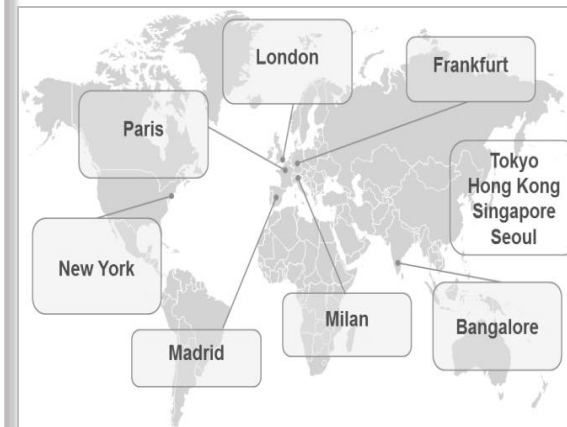 London
Frankfurt
Paris
Tokyo
Hong Kong
Singapore
Seoul
New York
Milan
Bangalore
Madrid